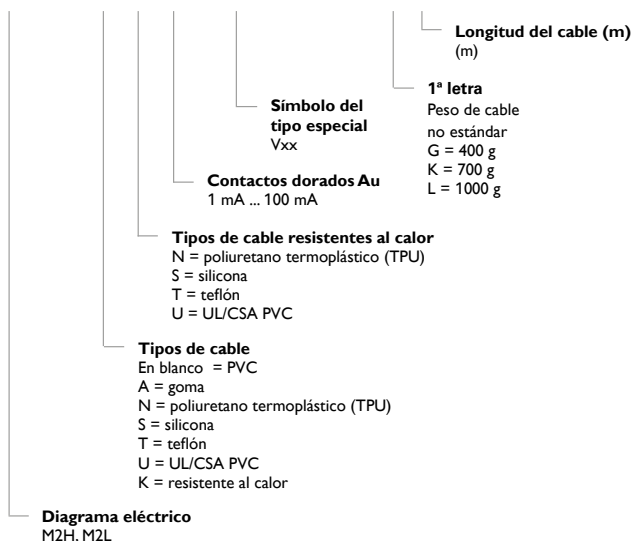 Longitud del cable (m)
(m)
1ª letra
Peso de cable
no estándar
G = 400 g
K = 700 g
L = 1000 g
Símbolo del
tipo especial
Vxx
Contactos dorados Au
1 mA ... 100 mA
Tipos de cable resistentes al calor
N = poliuretano termoplástico (TPU)
S = silicona
T = teflón
U = UL/CSA PVC
Tipos de cable
En blanco = PVC
A = goma
N = poliuretano termoplástico (TPU)
S = silicona
T = teflón
U = UL/CSA PVC
K = resistente al calor
Diagrama eléctrico
M2H, M2L